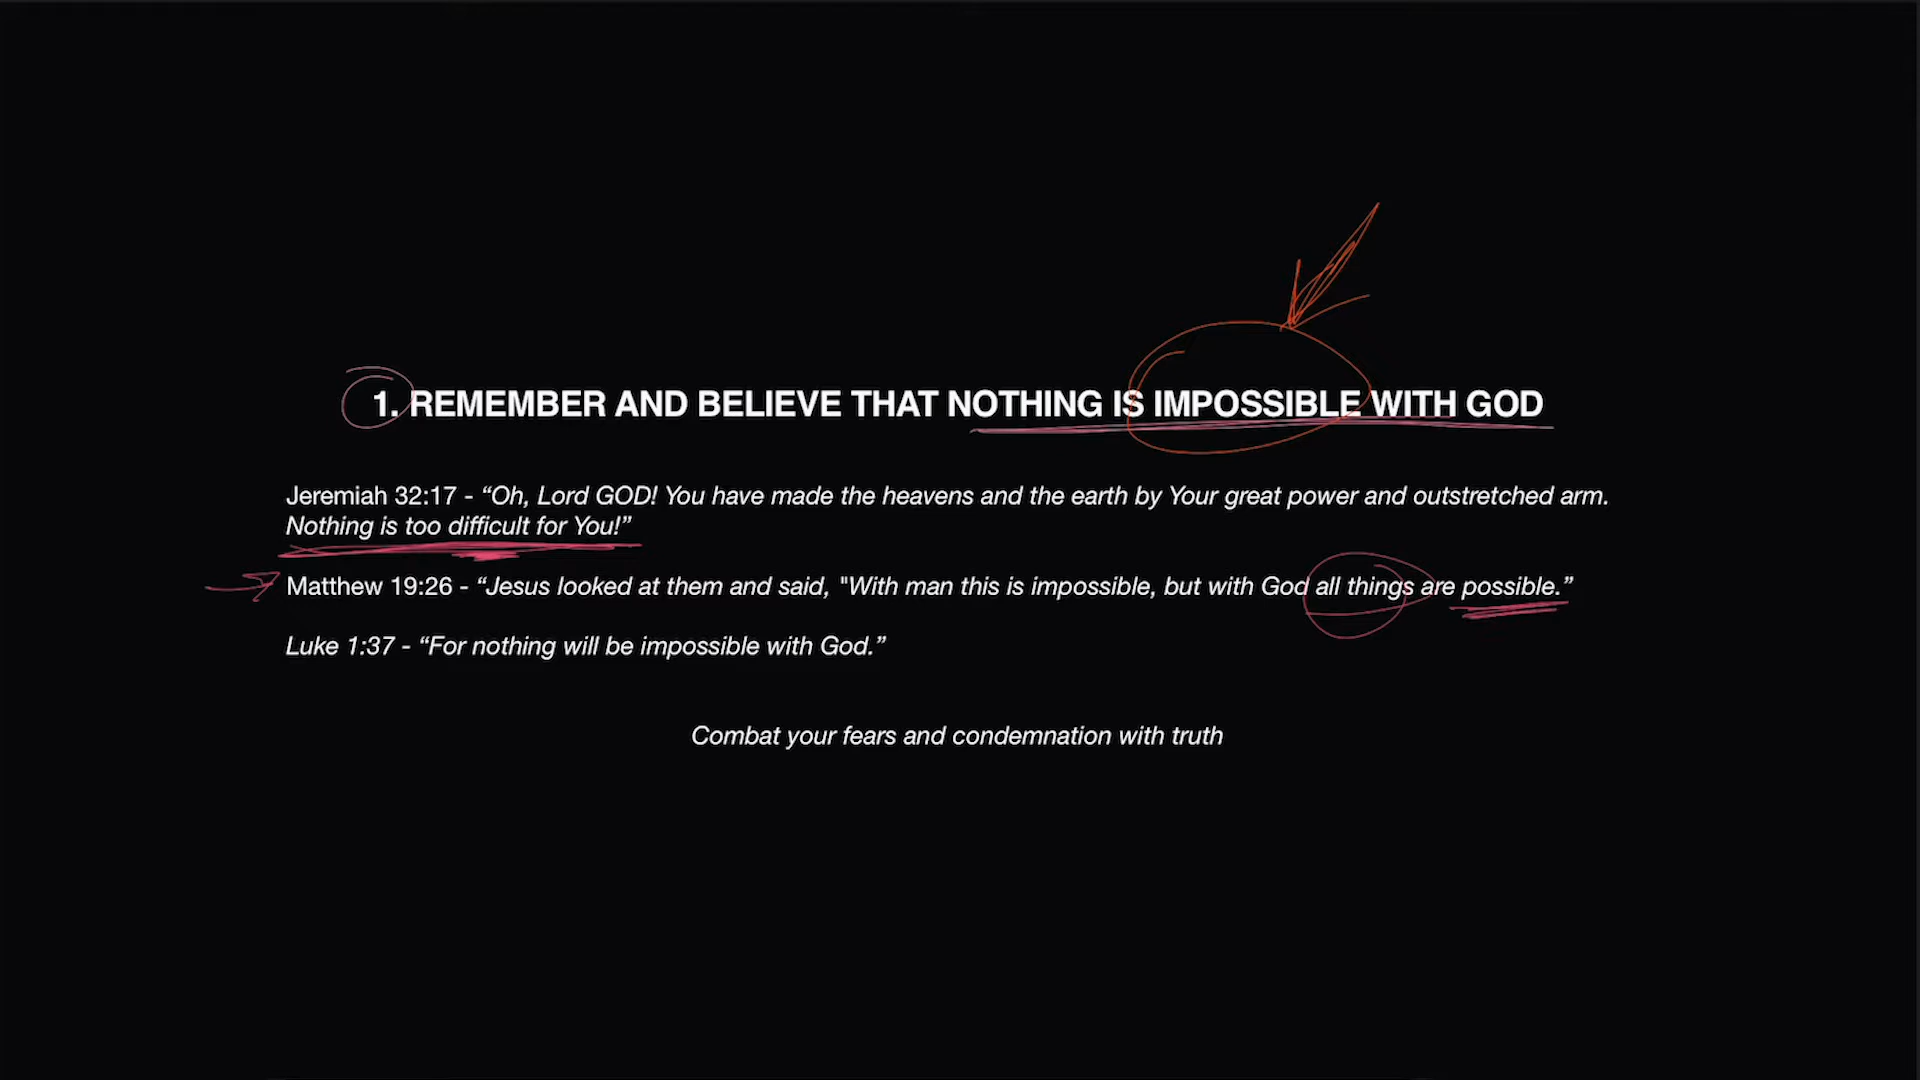 1. REMEMBER AND BELIEVE THAT NOTHING IS IMPOSSIBLE WITH GOD
Jeremiah 32:17 - “Oh, Lord GOD! You have made the heavens and the earth by Your great power and outstretched arm.
Nothing is too difficult for You!”
Matthew 19:26 - “Jesus looked at them and said, "With man this is impossible, but with God all things are possible.”
Luke 1:37 - “For nothing will be impossible with God.”
Combat your fears and condemnation with truth